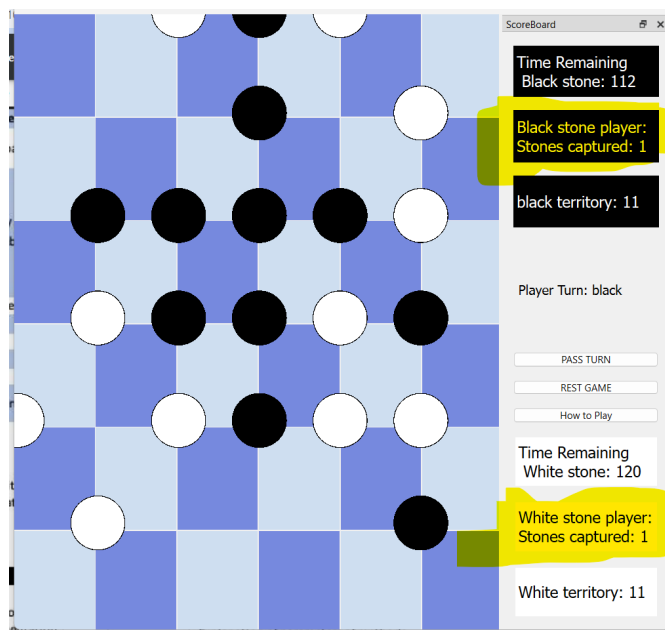 ScoreBoard
Time Remaining
Black stone: 112
Black stone player:
Stones captured: 1
black territory: 11
Player Turn: black
PASS TURN
REST GAME
How to Play
Time Remaining
White stone: 120
White stone player:
Stones captured: 1
White territory: 11